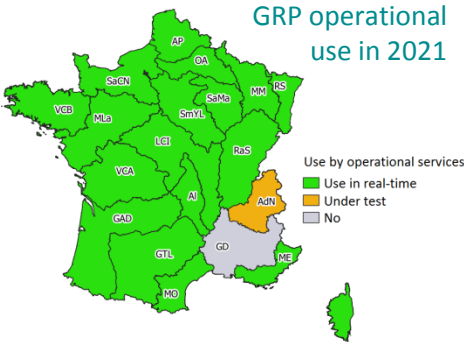 GRP operational
use in 2021
AP
OA
SaCN
SaMa
MM
RS
VCB
MLa
SmYL
LCI
RaS
VCA
Al
AdN
GAD
GD
GTL
ME
MO
Use by operational services
Use in real-time
Under test
No